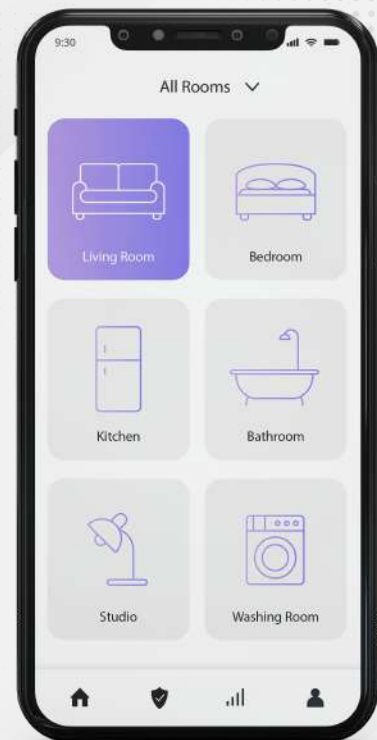 9:30
All Rooms
Living Room
Bedroom
Kitchen
Bathroom
Studio
Washing Room